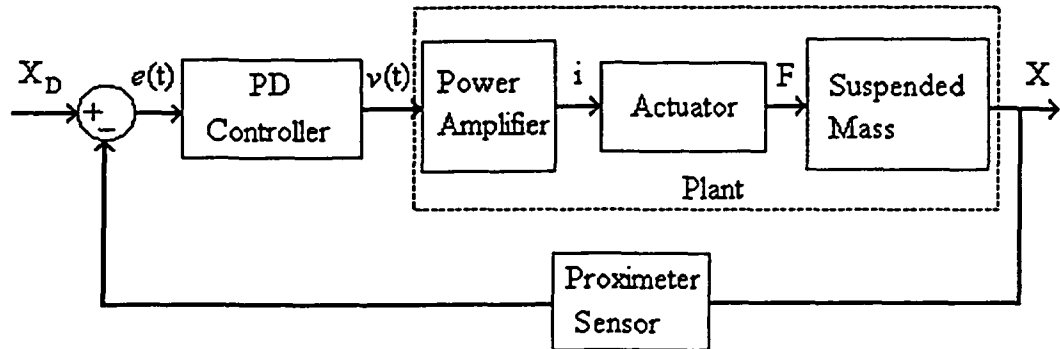 X_D
e(t)
PD
Controller
v(t)
Power
Amplifier
i
Actuator
F
Suspended
Mass
X
+
−
Plant
Proximeter
Sensor